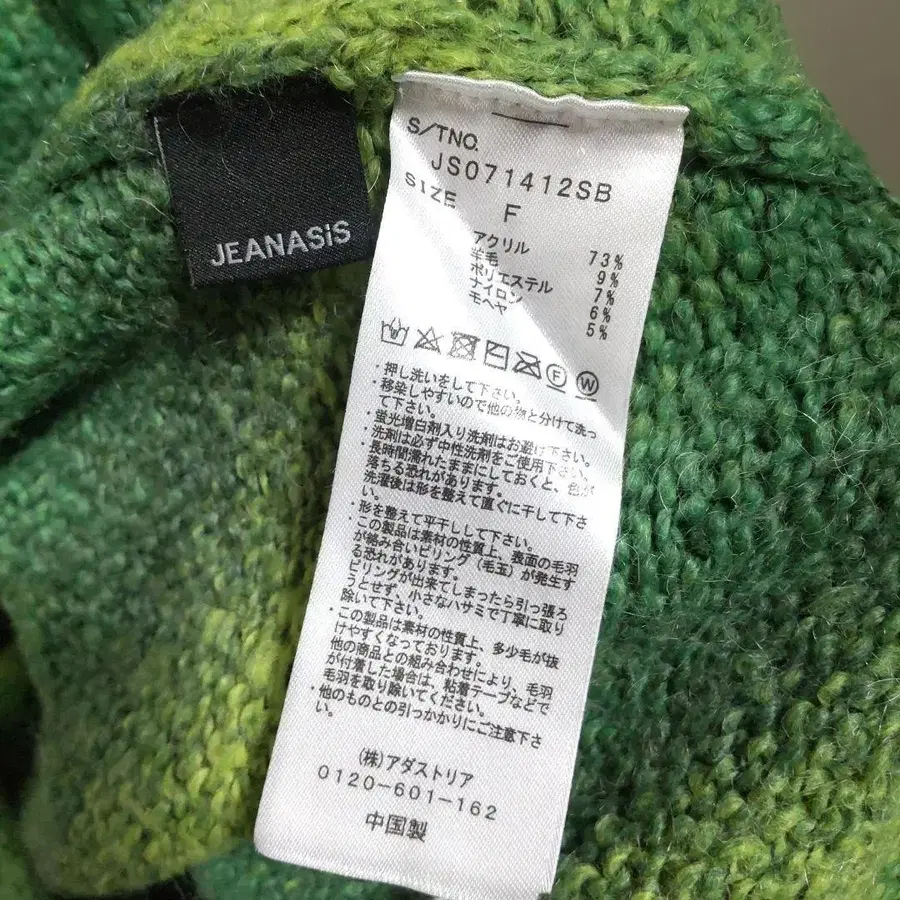 JEANASiS
S/TNO.
JS071412SB
SIZE F
アクリル 73%
羊毛 9%
ポリエステル 7%
ナイロン 6%
モヘヤ 5%
F W
・押し洗いをして下さい。
・移染しやすいので他の物と分けて洗っ
て下さい。
・蛍光増白剤入り洗剤はお避け下さい。
・洗剤は必ず中性洗剤をご使用下さい。
・長時間濡れたままにしておくと、色が
落ちる恐れがあります。
・洗濯後は形を整えて直ぐに干して下さ
い。
・形を整えて平干しして下さい。
・この製品は素材の性質上、表面の毛羽
が絡み合いピリング（毛玉）が発生す
る恐れがあります。
ピリングが出来てしまったら引っ張ろ
うとせず、小さなハサミで丁寧に取り
除いて下さい。
・この製品は素材の性質上、多少毛が抜
けやすくなっております。
他の商品との組み合わせにより、毛羽
が付着した場合は、粘着テープなどで
毛羽を取り除いてください。
・他のものとの引っかかりにご注意下さ
い。
(株)アダストリア
0120-601-162
中国製